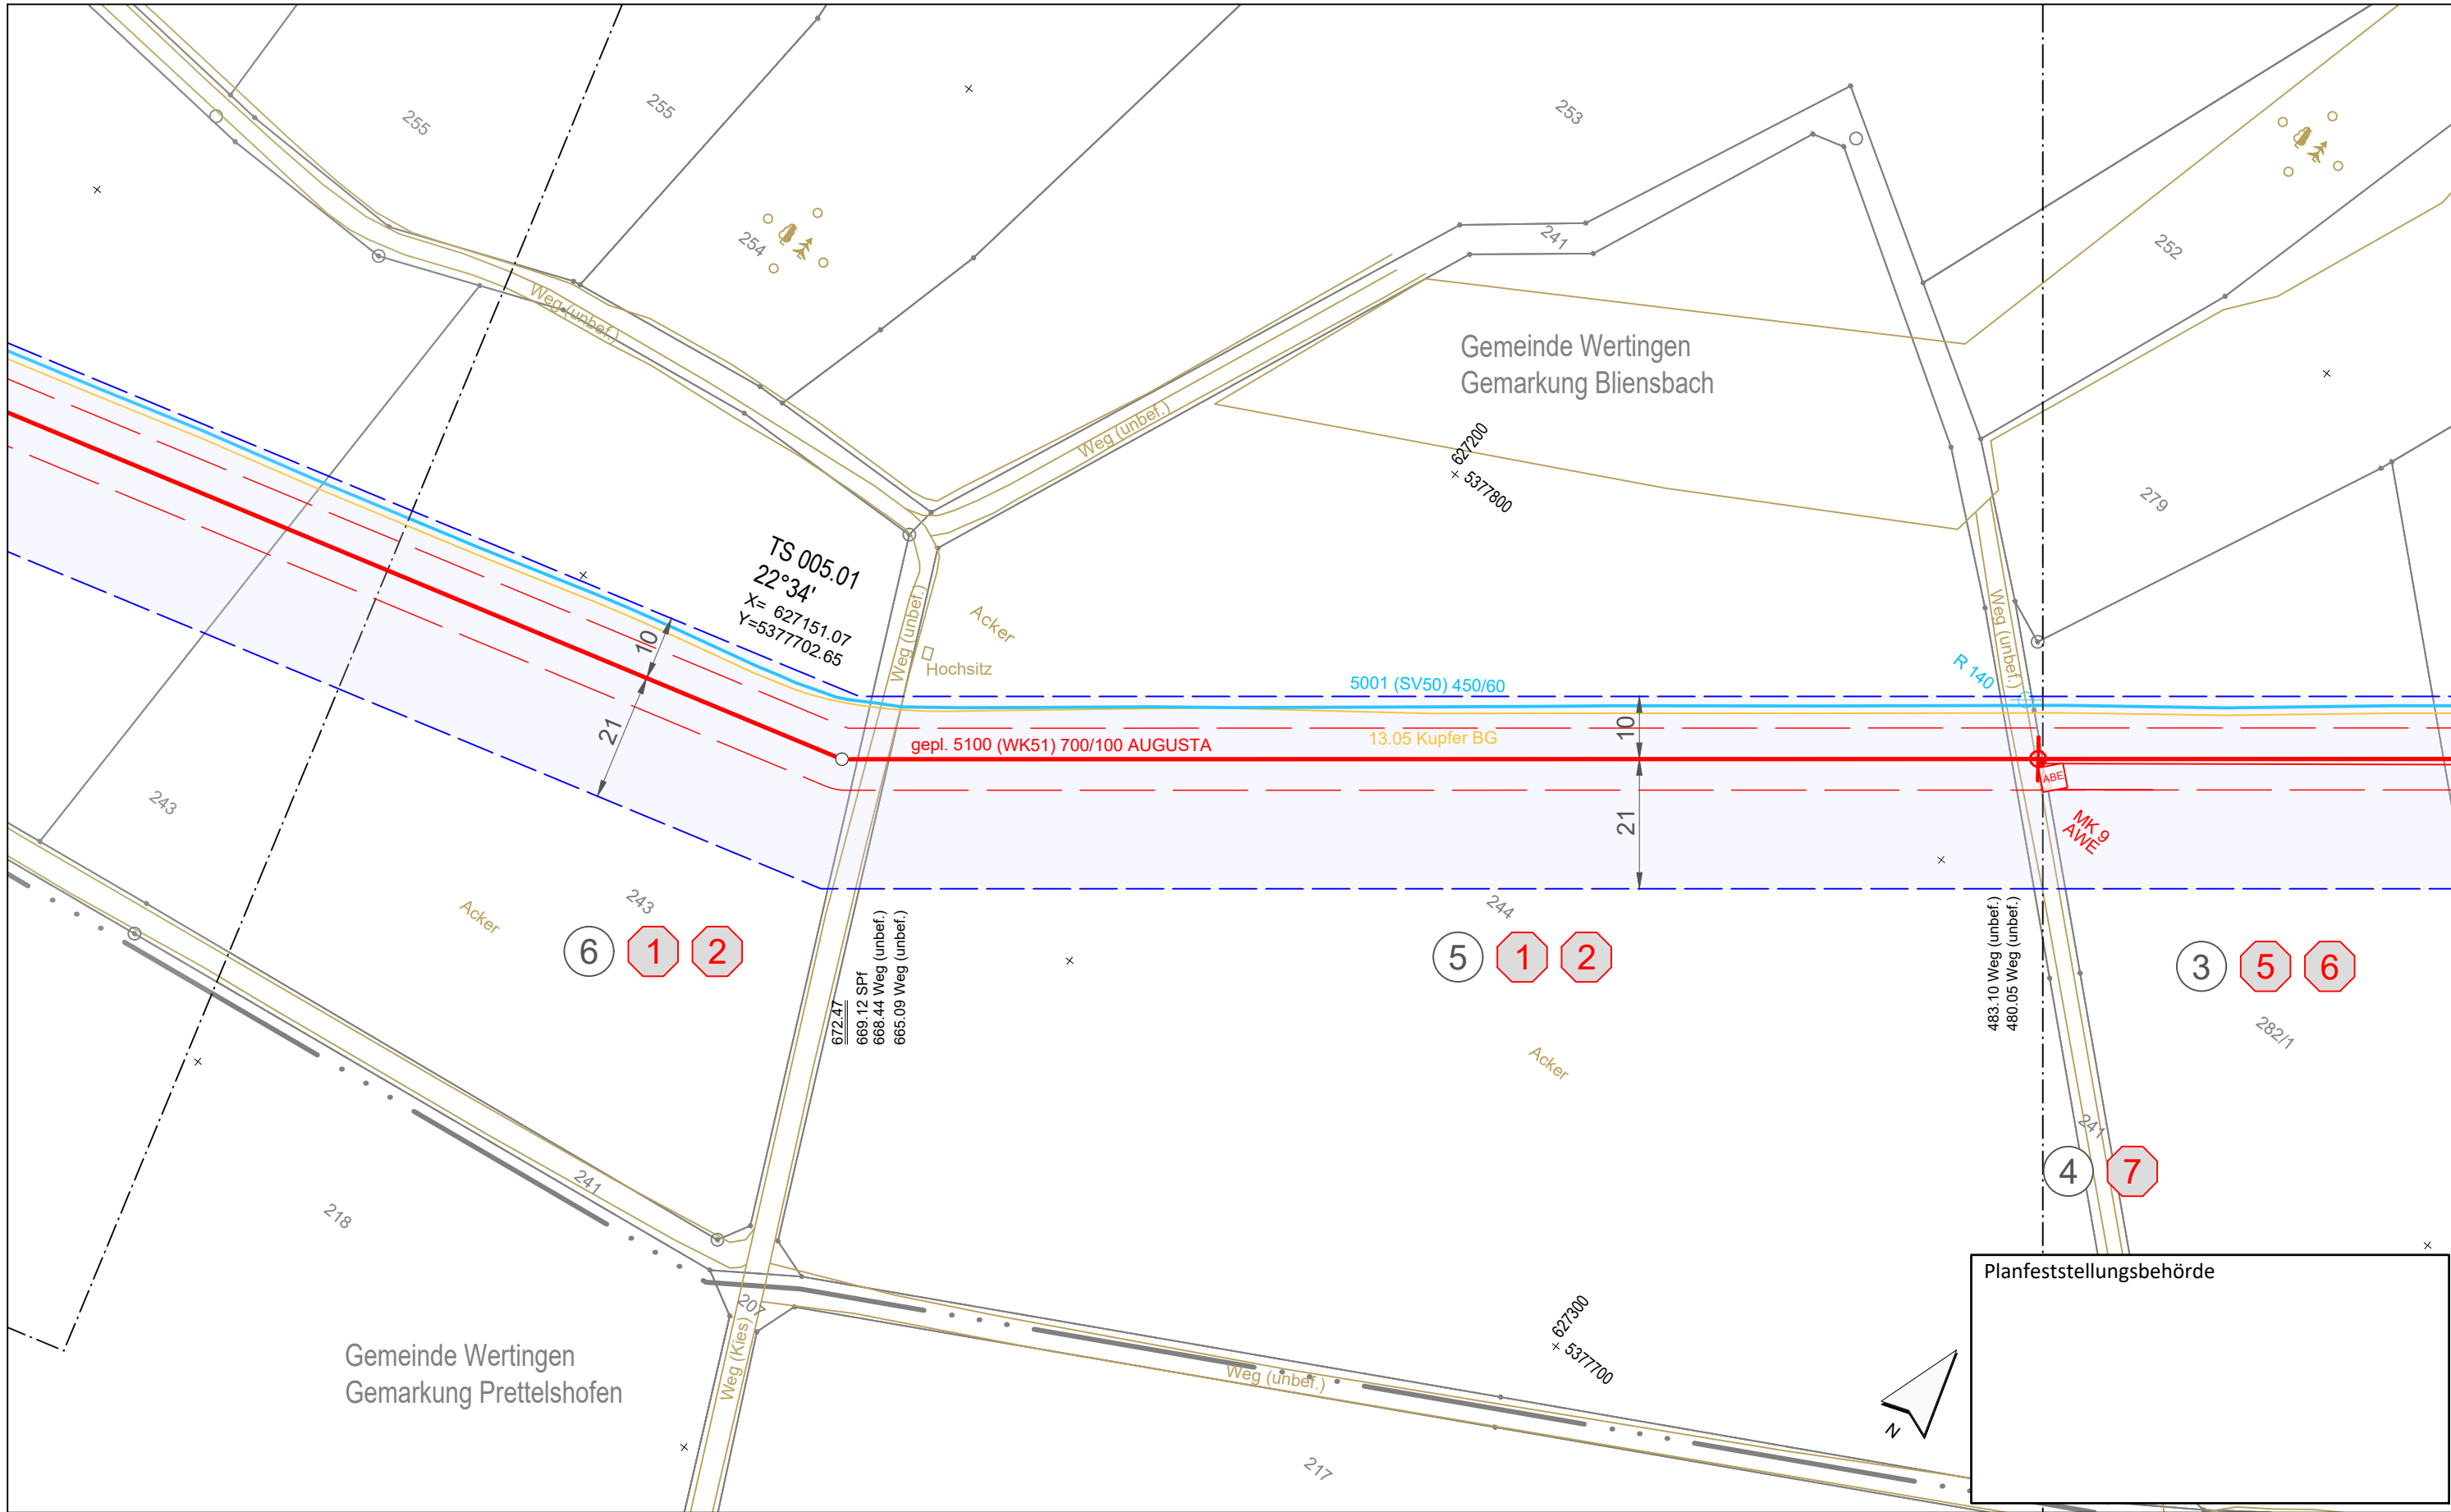 255
255
253
254
241
252
Weg (unbef.)
Gemeinde Wertingen
Gemarkung Bliensbach
Weg (unbef.)
627200
5377800
279
TS 005.01
22°34'
X= 627151.07
Y=5377702.65
10
Weg (unbef.)
Acker
Hochsitz
Weg (unbef.)
R 140
5001 (SV50) 450/60
21
10
gepl. 5100 (WK51) 700/100 AUGUSTA
13.05 Kupfer BG
ABE
MK 9
AWE
21
243
243
Acker
244
6 1 2
5 1 2
3 5 6
672.47
669.12 SPf
668.44 Weg (unbef.)
665.09 Weg (unbef.)
483.10 Weg (unbef.)
480.05 Weg (unbef.)
282/1
Acker
241
4 7
241
218
Planfeststellungsbehörde
207
627300
5377700
Gemeinde Wertingen
Gemarkung Prettelshofen
Weg (Kies)
Weg (unbef.)
N
217